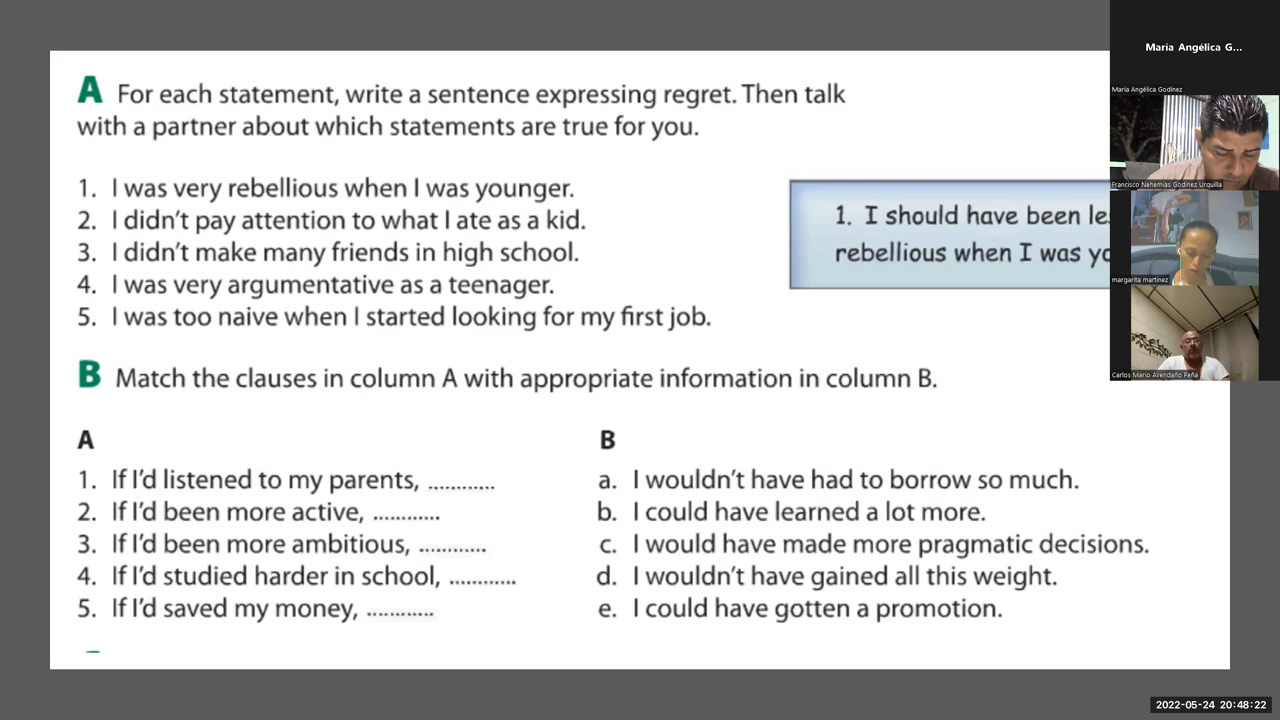 A For each statement, write a sentence expressing regret. Then talk
with a partner about which statements are true for you.
1. I was very rebellious when I was younger.
2. I didn't pay attention to what I ate as a kid.
3. I didn't make many friends in high school.
4. I was very argumentative as a teenager.
5. I was too naive when I started looking for my first job.
1. I should have been le
rebellious when I was yo
B Match the clauses in column A with appropriate information in column B.
A
1. If I'd listened to my parents, ............
2. If I'd been more active, ............
3. If I'd been more ambitious, ............
4. If I'd studied harder in school, ............
5. If I'd saved my money, ............
B
a. I wouldn't have had to borrow so much.
b. I could have learned a lot more.
c. I would have made more pragmatic decisions.
d. I wouldn't have gained all this weight.
e. I could have gotten a promotion.
María Angélica G...
María Angélica Godínez
Francisco Nehemias Godinez Urquilla
margarita martinez
Carlos Mario Avendaño Peña
2022-05-24 20:48:22